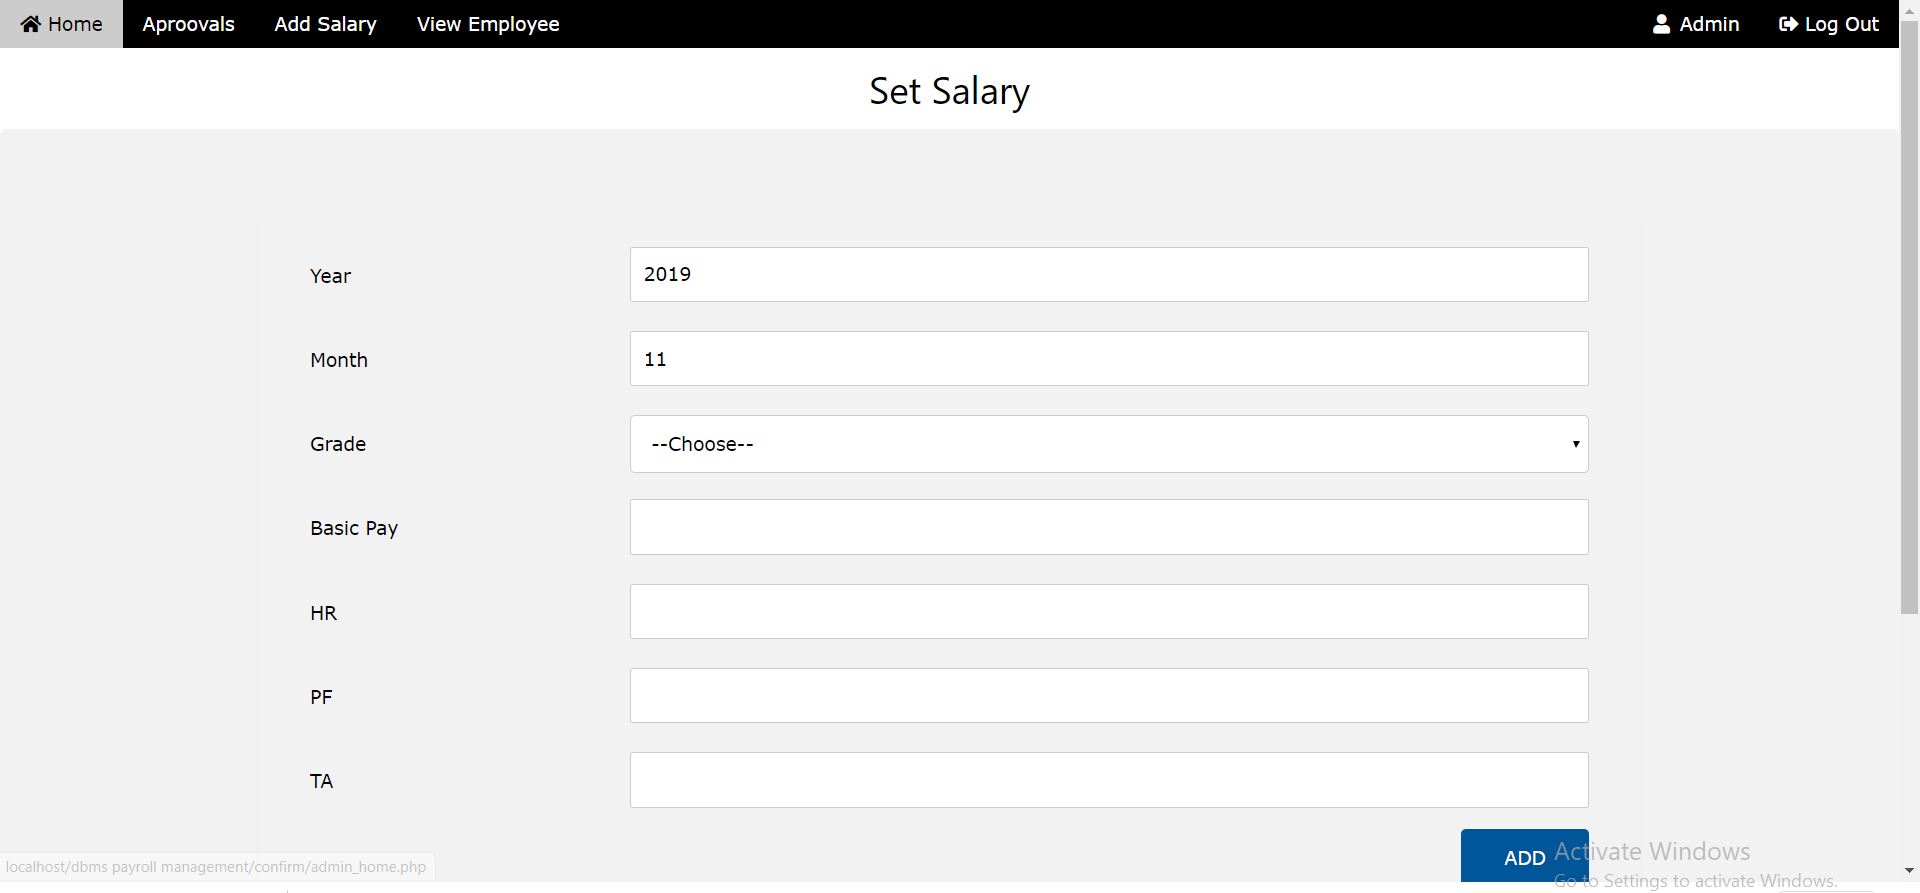 Home Aproovals Add Salary View Employee Admin Log Out
Set Salary
Year 2019
Month 11
Grade --Choose--
Basic Pay
HR
PF
TA
ADD
Activate Windows
Go to Settings to activate Windows.
localhost/dbms payroll management/confirm/admin_home.php